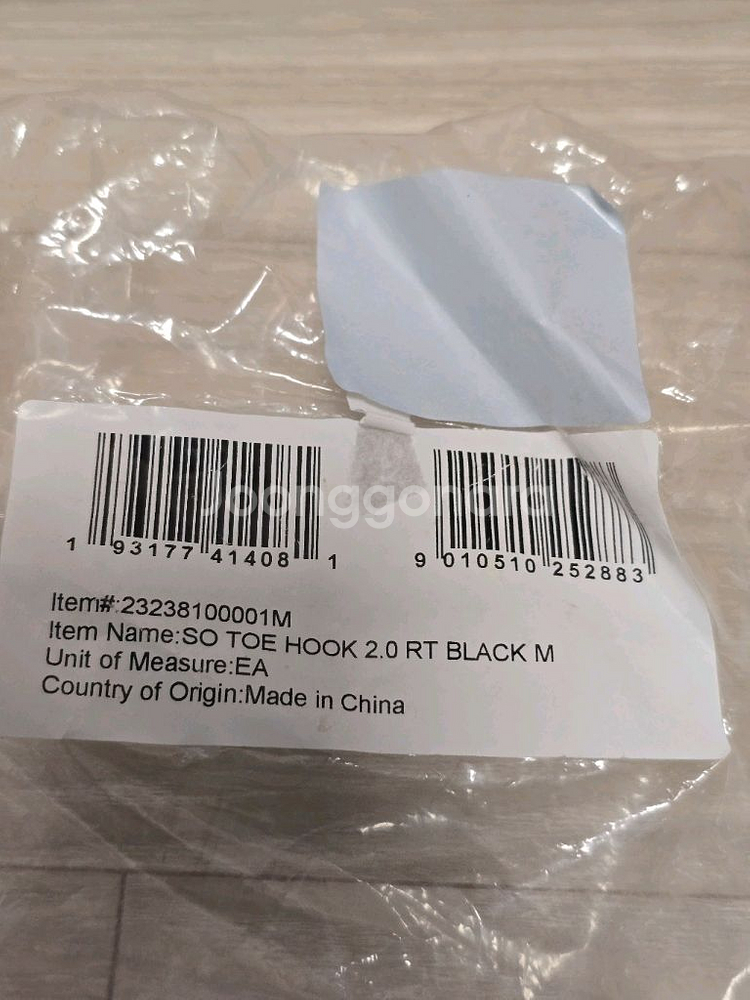 Joonggonara
1 93177 41408 1
9 010510 252883
Item#:23238100001M
Item Name:SO TOE HOOK 2.0 RT BLACK M
Unit of Measure:EA
Country of Origin:Made in China